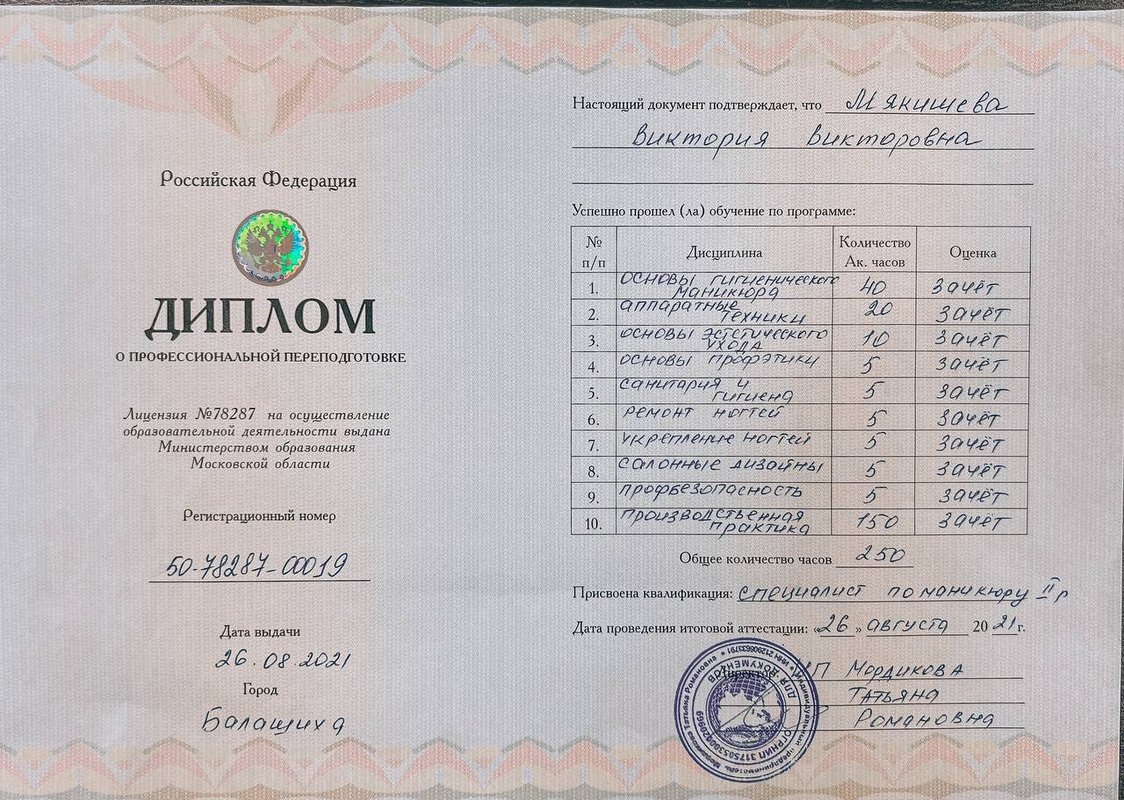 Российская Федерация
ДИПЛОМ
О ПРОФЕССИОНАЛЬНОЙ ПЕРЕПОДГОТОВКЕ
Лицензия №78287 на осуществление
образовательной деятельности выдана
Министерством образования
Московской области
Регистрационный номер
50-78287-00019
Дата выдачи
26.08.2021
Город
Балашиха
Настоящий документ подтверждает, что Мякишева
Виктория Викторовна
Успешно прошел (ла) обучение по программе:
№ п/п Дисциплина Количество Ак. часов Оценка
1. основы гигиенического маникюра 40 зачёт
2. аппаратные техники 20 зачёт
3. основы эстетического ухода 10 зачёт
4. основы профэтики 5 зачёт
5. санитария и гигиена 5 зачёт
6. ремонт ногтей 5 зачёт
7. укрепление ногтей 5 зачёт
8. салонные дизайны 5 зачёт
9. профбезопасность 5 зачёт
10. производственная практика 150 зачёт
Общее количество часов 250
Присвоена квалификация: специалист по маникюру II р
Дата проведения итоговой аттестации: «26» августа 2021г.
Директор ИП Мордикова
Татьяна
Романовна
ДЛЯ ДОКУМЕНТОВ